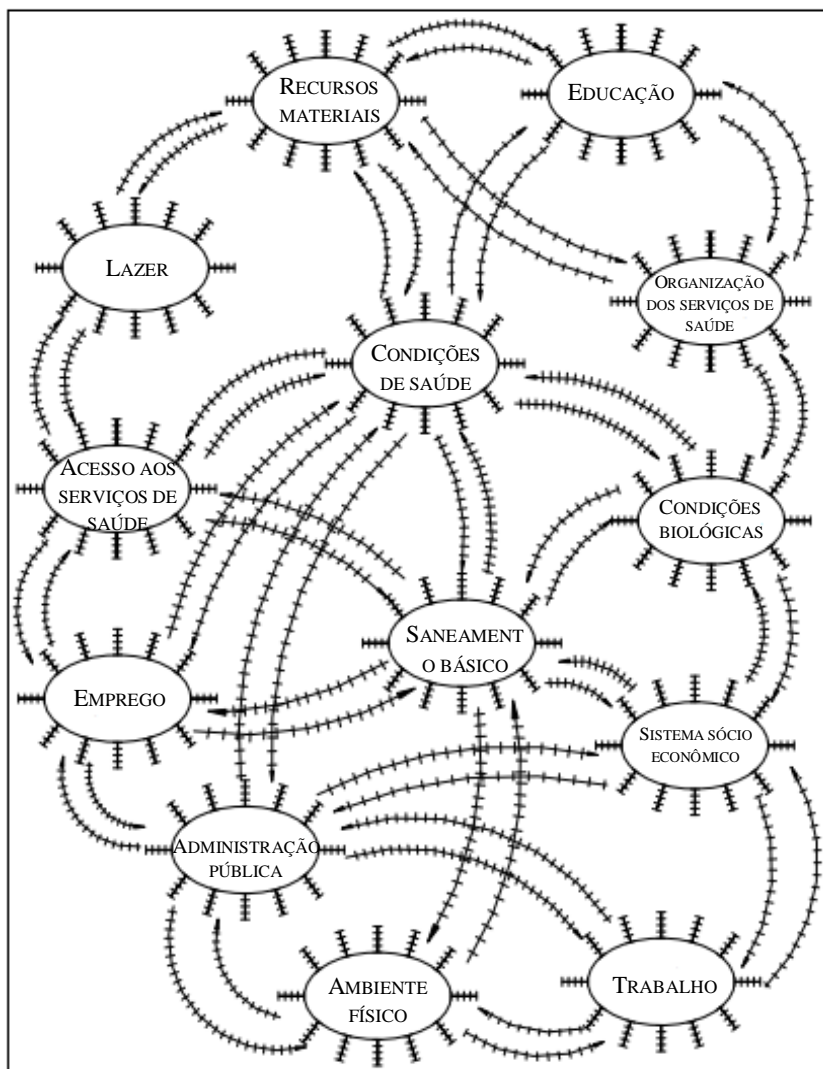 RECURSOS
MATERIAIS
EDUCAÇÃO
LAZER
ORGANIZAÇÃO
DOS SERVIÇOS DE
SAÚDE
CONDIÇÕES
DE SAÚDE
ACESSO AOS
SERVIÇOS DE
SAÚDE
CONDIÇÕES
BIOLÓGICAS
SANEAMENT
O BÁSICO
EMPREGO
SISTEMA SÓCIO
ECONÔMICO
ADMINISTRAÇÃO
PÚBLICA
AMBIENTE
FÍSICO
TRABALHO